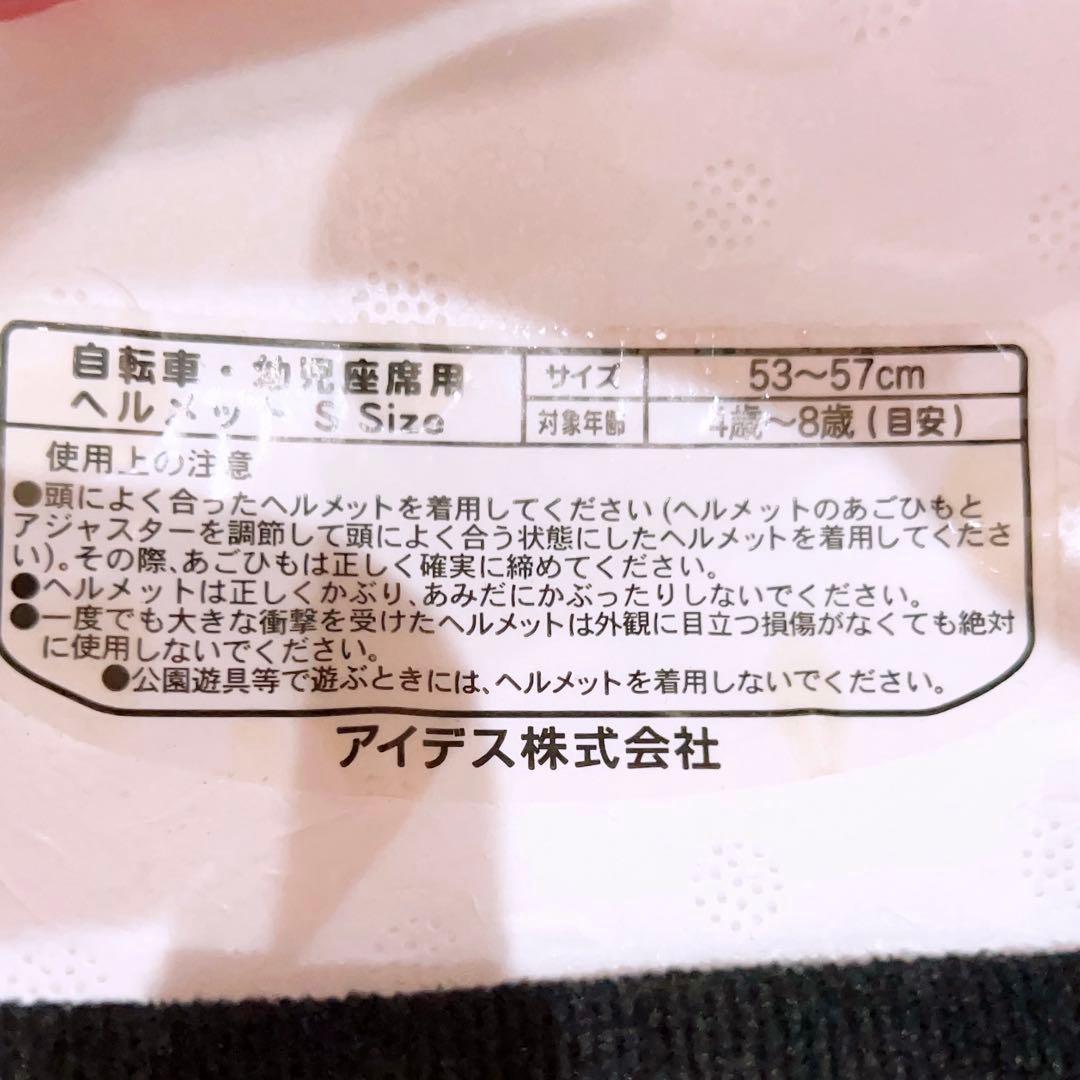 自転車・幼児座席用
ヘルメット S Size
サイズ 53〜57cm
対象年齢 4歳〜8歳(目安)
使用上の注意
●頭によく合ったヘルメットを着用してください(ヘルメットのあごひもと
アジャスターを調節して頭によく合う状態にしたヘルメットを着用してくださ
い)。その際、あごひもは正しく確実に締めてください。
●ヘルメットは正しくかぶり、あみだにかぶったりしないでください。
●一度でも大きな衝撃を受けたヘルメットは外観に目立つ損傷がなくても絶対
に使用しないでください。
●公園遊具等で遊ぶときには、ヘルメットを着用しないでください。
アイデス株式会社